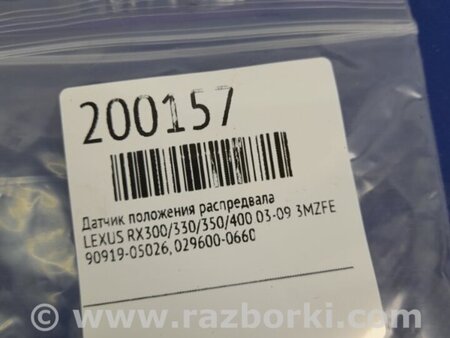 200157
Датчик положения распредвала
LEXUS RX300/330/350/400 03-09 3MZFE
90919-05026, 029600-0660
www.razborki.com